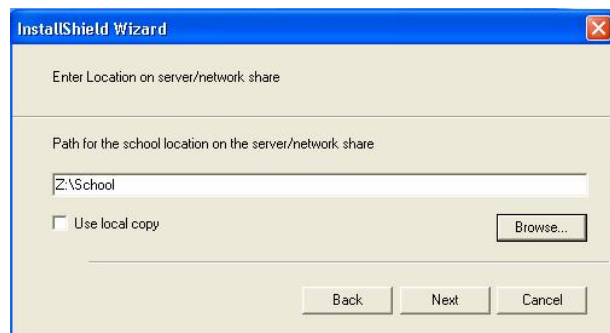 InstallShield Wizard
Enter Location on server/network share
Path for the school location on the server/network share
Z:\School
Use local copy
Browse...
Back
Next
Cancel